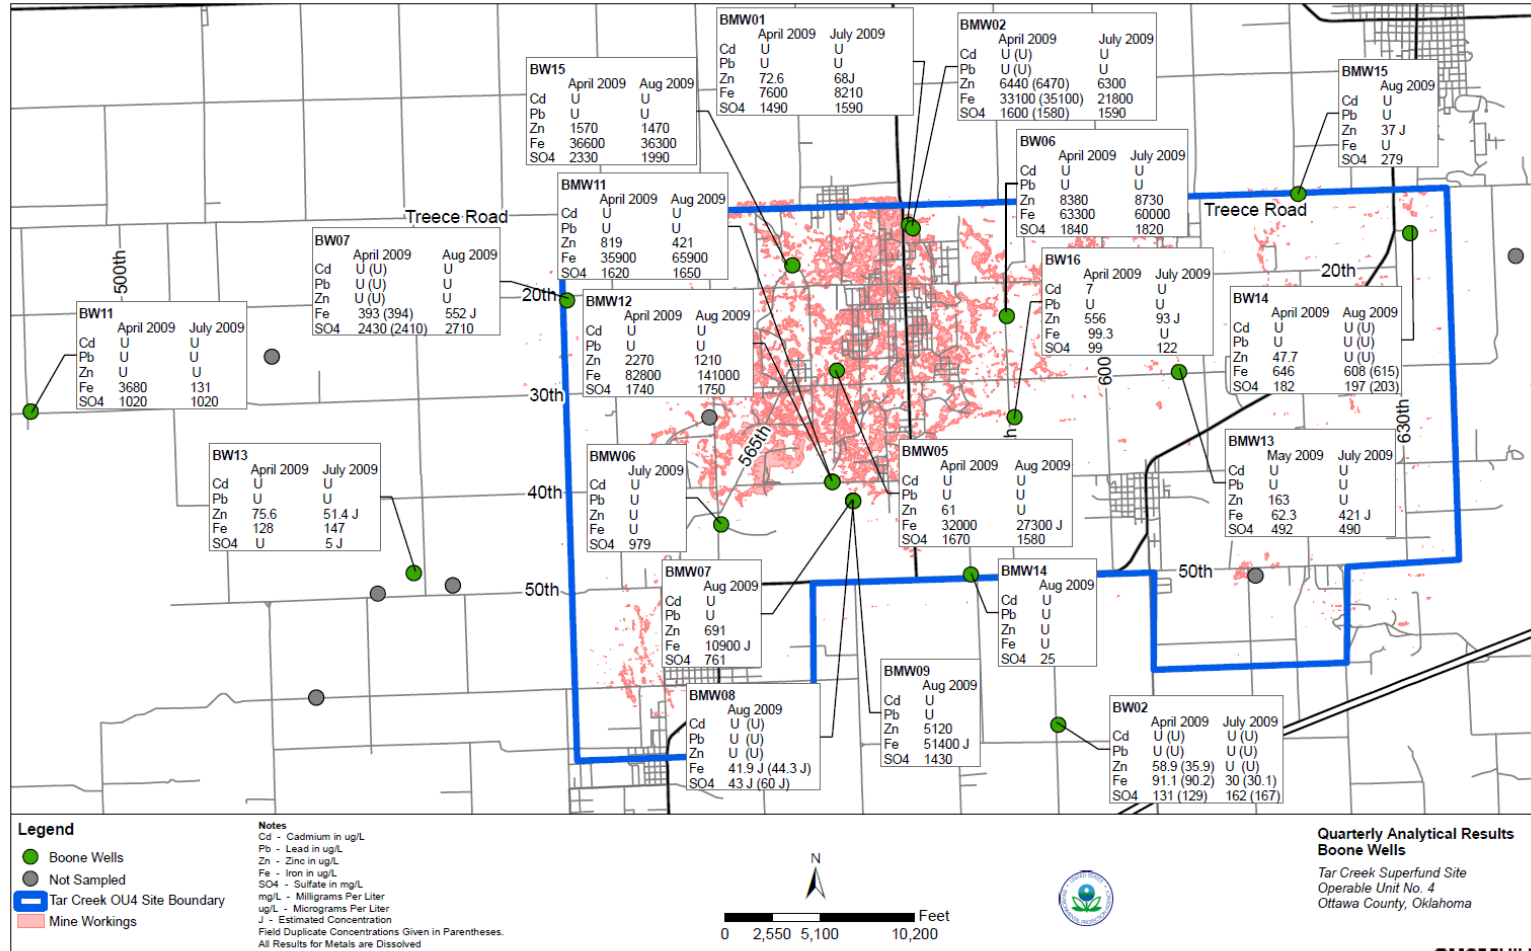 BMW01
April 2009 July 2009
Cd U U
Pb U U
Zn 72.6 68J
Fe 7600 8210
SO4 1490 1590
BMW02
April 2009 July 2009
Cd U (U) U
Pb U (U) U
Zn 6440 (6470) 6300
Fe 33100 (35100) 21800
SO4 1600 (1580) 1590
BW15
April 2009 Aug 2009
Cd U U
Pb U U
Zn 1570 1470
Fe 36600 36300
SO4 2330 1990
BMW15
Aug 2009
Cd U
Pb U
Zn 37 J
Fe U
SO4 279
BW06
April 2009 July 2009
Cd U U
Pb U U
Zn 8380 8730
Fe 63300 60000
SO4 1840 1820
BMW11
April 2009 Aug 2009
Cd U U
Pb U U
Zn 819 421
Fe 35900 65900
SO4 1620 1650
Treece Road
Treece Road
BW07
April 2009 Aug 2009
Cd U (U) U
Pb U (U) U
Zn U (U) U
Fe 393 (394) 552 J
SO4 2430 (2410) 2710
500th
BW16
April 2009 July 2009
Cd 7 U
Pb U U
Zn 556 93 J
Fe 99.3 U
SO4 99 122
20th
630th
20th
BMW12
April 2009 Aug 2009
Cd U U
Pb U U
Zn 2270 1210
Fe 82800 141000
SO4 1740 1750
BW14
April 2009 Aug 2009
Cd U U (U)
Pb U U (U)
Zn 47.7 U (U)
Fe 646 608 (615)
SO4 182 197 (203)
BW11
April 2009 July 2009
Cd U U
Pb U U
Zn U U
Fe 3680 131
SO4 1020 1020
600
30th
630th
565th
BW13
April 2009 July 2009
Cd U U
Pb U U
Zn 75.6 51.4 J
Fe 128 147
SO4 U 5 J
BMW06
July 2009
Cd U
Pb U
Zn U
Fe U
SO4 979
BMW05
April 2009 Aug 2009
Cd U U
Pb U U
Zn 61 U
Fe 32000 27300 J
SO4 1670 1580
BMW13
May 2009 July 2009
Cd U U
Pb U U
Zn 163 U
Fe 62.3 421 J
SO4 492 490
40th
50th
50th
BMW07
Aug 2009
Cd U
Pb U
Zn 691
Fe 10900 J
SO4 761
BMW14
Aug 2009
Cd U
Pb U
Zn U
Fe U
SO4 25
BMW09
Aug 2009
Cd U
Pb U
Zn 5120
Fe 51400 J
SO4 1430
BMW08
Aug 2009
Cd U (U)
Pb U (U)
Zn U (U)
Fe 41.9 J (44.3 J)
SO4 43 J (60 J)
BW02
April 2009 July 2009
Cd U (U) U (U)
Pb U (U) U (U)
Zn 58.9 (35.9) U (U)
Fe 91.1 (90.2) 30 (30.1)
SO4 131 (129) 162 (167)
Legend
Boone Wells
Not Sampled
Tar Creek OU4 Site Boundary
Mine Workings
Notes
Cd - Cadmium in ug/L
Pb - Lead in ug/L
Zn - Zinc in ug/L
Fe - Iron in ug/L
SO4 - Sulfate in mg/L
mg/L - Milligrams Per Liter
ug/L - Micrograms Per Liter
J - Estimated Concentration
Field Duplicate Concentrations Given in Parentheses.
All Results for Metals are Dissolved
N
Feet
0 2,550 5,100 10,200
Quarterly Analytical Results
Boone Wells
Tar Creek Superfund Site
Operable Unit No. 4
Ottawa County, Oklahoma